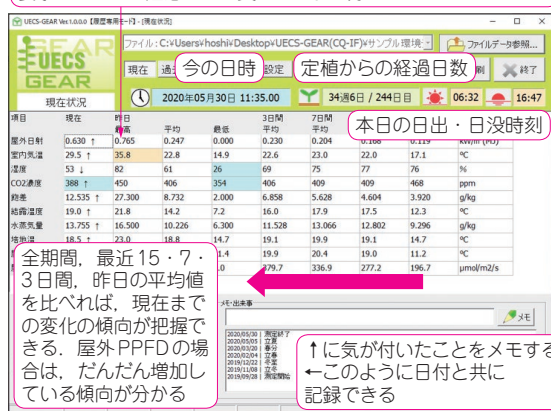 UECS-GEAR Ver.1.0.0.0【履歴専用モード】- [現在状況]
UECS
GEAR
ファイル: C:¥Users¥hoshi¥Desktop¥UECS-GEAR(CQ-IF)¥サンプル環境
ファイルデータ参照...
現在
今の日時
設定
定植からの経過日数
終了
現在状況
2020年05月30日 11:35.00
34週6日 / 244日目
06:32
16:47
本日の日出・日没時刻
項目 現在 昨日 3日間 7日間
最高 平均 最低 平均 平均
屋外日射 0.630 ↑ 0.765 0.247 0.000 0.230 0.204 0.168 0.119 kW/m (MJ)
室内気温 29.5 ↑ 35.8 22.8 14.9 22.6 23.0 22.0 17.1 ℃
湿度 53 ↓ 82 61 26 69 75 77 76 %
CO2濃度 388 ↑ 450 406 354 406 409 409 468 ppm
飽差 12.535 ↑ 27.300 8.732 2.000 6.858 5.628 4.604 3.920 g/kg
結露温度 19.0 ↑ 21.8 14.2 7.2 16.0 17.9 17.5 12.3 ℃
水蒸気量 13.755 ↑ 16.500 10.226 6.300 11.528 13.066 12.802 9.296 g/kg
培地温 18.5 ↑ 23.0 18.8 14.7 19.1 19.9 19.1 14.7 ℃
1.4 19.9 20.4 19.0 11.2 ℃
.0 379.7 336.9 277.2 196.7 μmol/m2/s
全期間，最近15・7・
3日間，昨日の平均値
を比べれば，現在まで
の変化の傾向が把握で
きる．屋外PPFDの場
合は，だんだん増加し
ている傾向が分かる
メモ・出来事
メモ
2020/05/30 | 測定終了
2020/05/05 | 立夏
2020/03/20 | 春分
2020/02/04 | 立春
2019/12/22 | 冬至
2019/11/08 | 立冬
2019/09/28 | 測定開始
↑に気が付いたことをメモする
←このように日付と共に
記録できる